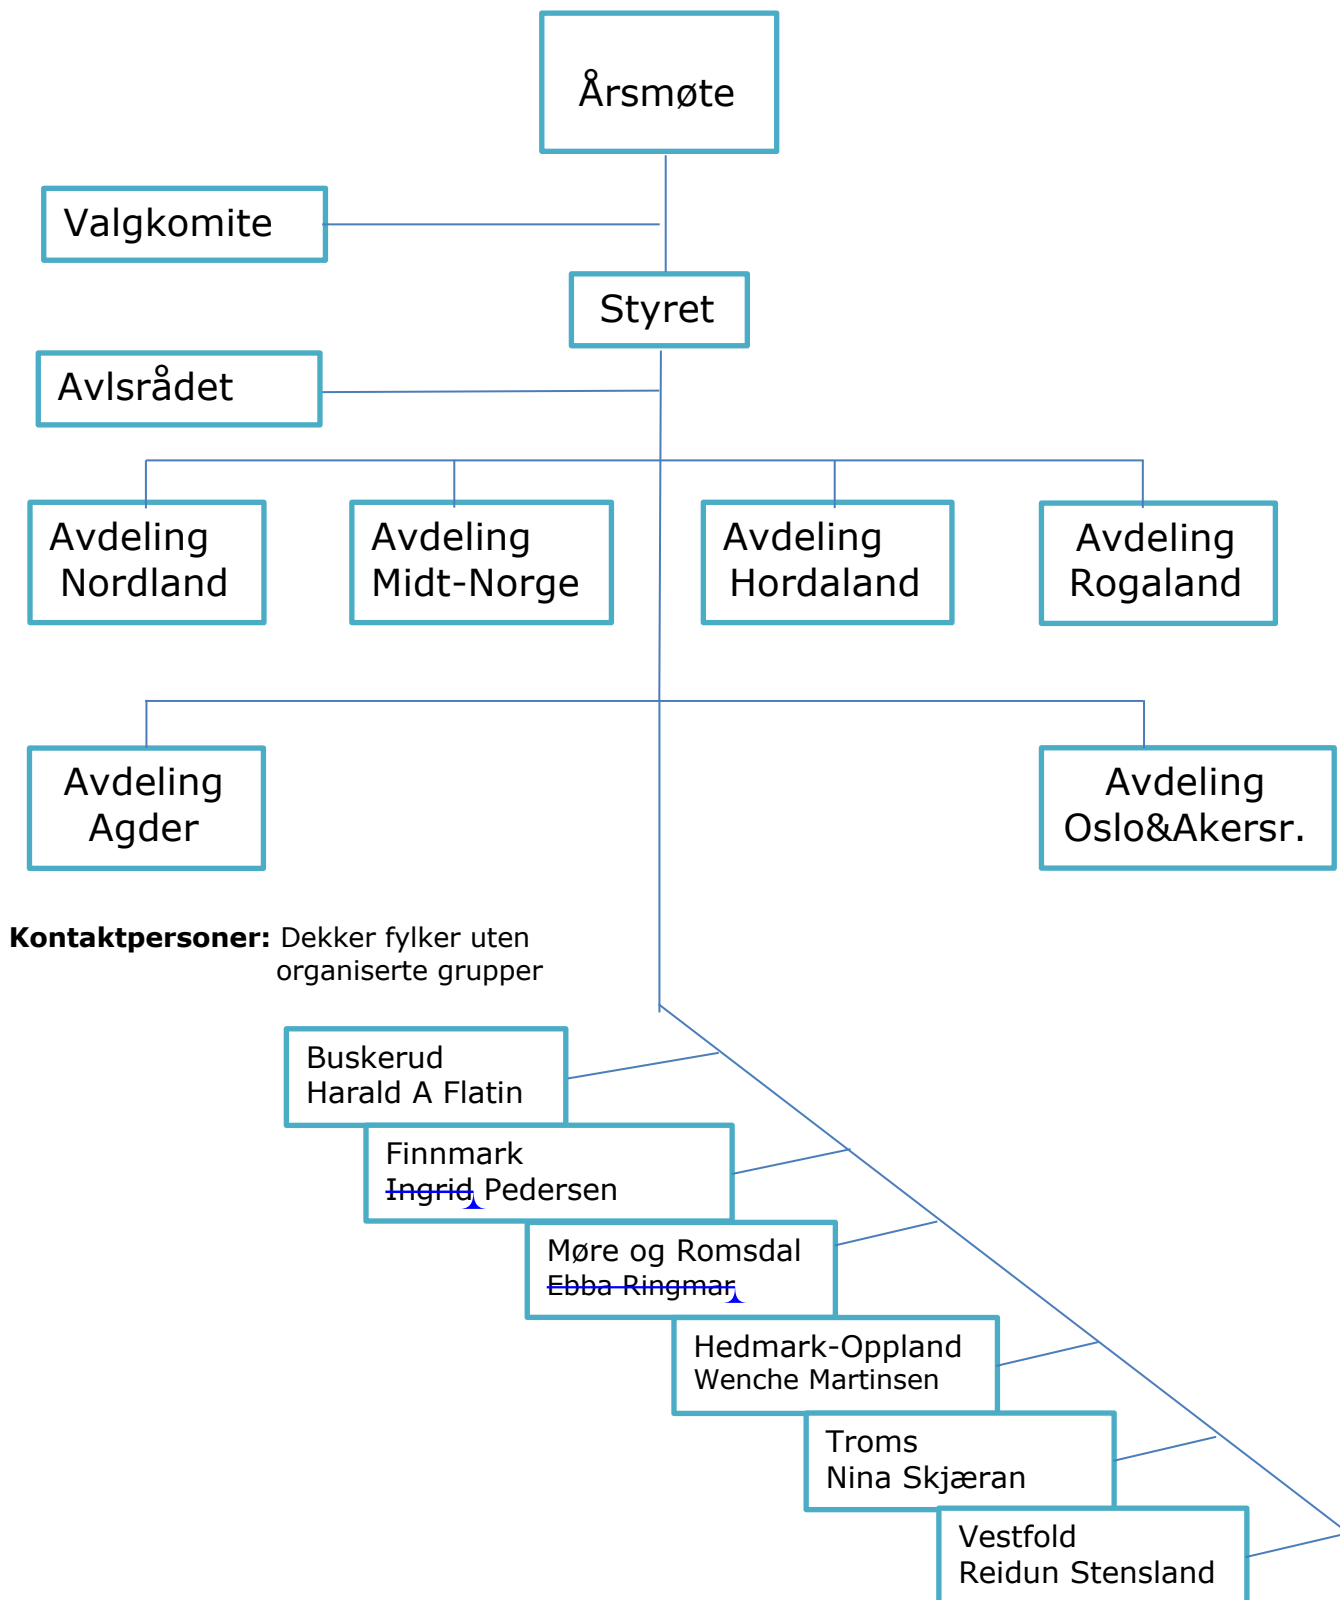 Årsmøte
Valgkomite
Styret
Avlsrådet
Avdeling
Nordland
Avdeling
Midt-Norge
Avdeling
Hordaland
Avdeling
Rogaland
Avdeling
Agder
Avdeling
Oslo&Akersr.
Kontaktpersoner: Dekker fylker uten
organiserte grupper
Buskerud
Harald A Flatin
Finnmark
Ingrid Pedersen
Møre og Romsdal
Ebba Ringmar
Hedmark-Oppland
Wenche Martinsen
Troms
Nina Skjæran
Vestfold
Reidun Stensland